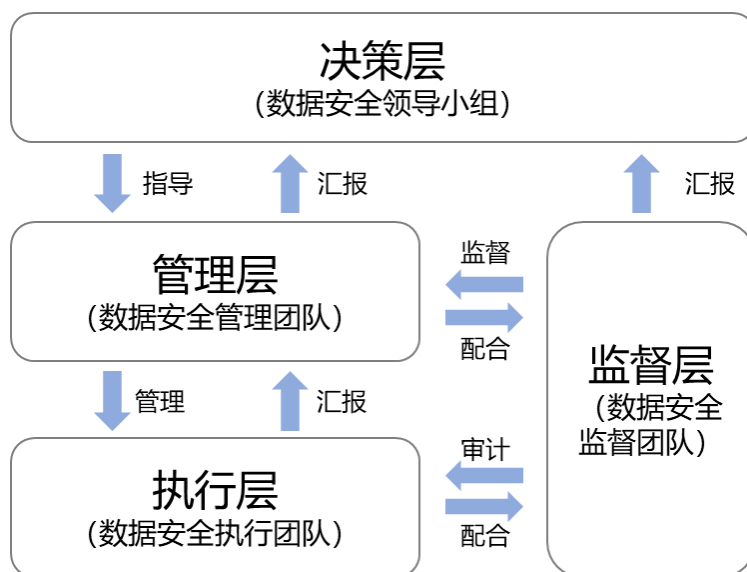 决策层
（数据安全领导小组）
指导
汇报
汇报
管理层
（数据安全管理团队）
监督
配合
监督层
（数据安全
监督团队）
管理
汇报
执行层
（数据安全执行团队）
审计
配合